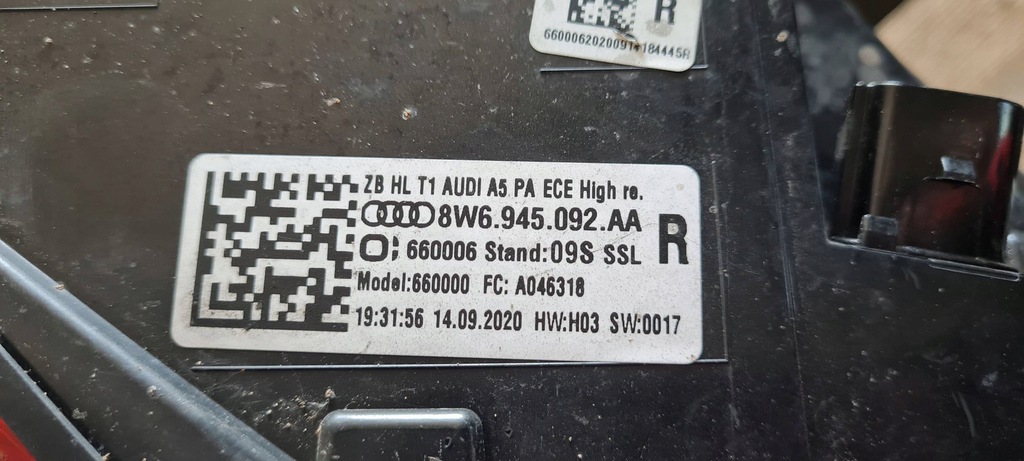 R
66000620200914184445R
ZB HL T1 AUDI A5 PA ECE High re.
8W6.945.092.AA
R
660006 Stand:09S SSL
Model:660000 FC: A046318
19:31:56 14.09.2020 HW:H03 SW:0017